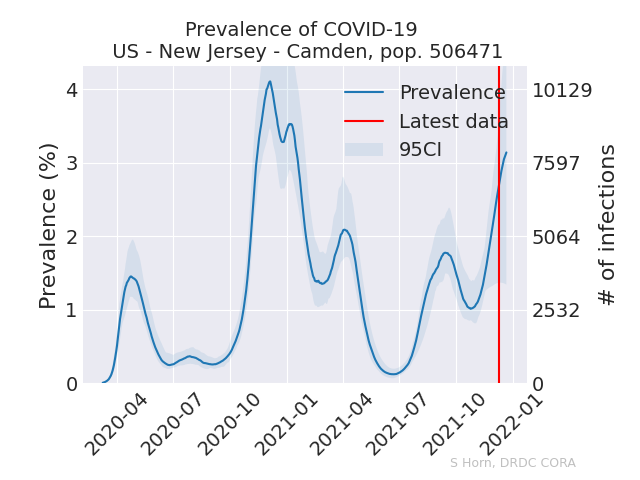 Prevalence of COVID-19
US - New Jersey - Camden, pop. 506471
Prevalence (%)
4
3
2
1
0
Prevalence
Latest data
95CI
10129
7597
5064
2532
0
# of infections
2020-04
2020-07
2020-10
2021-01
2021-04
2021-07
2021-10
2022-01
S Horn, DRDC CORA